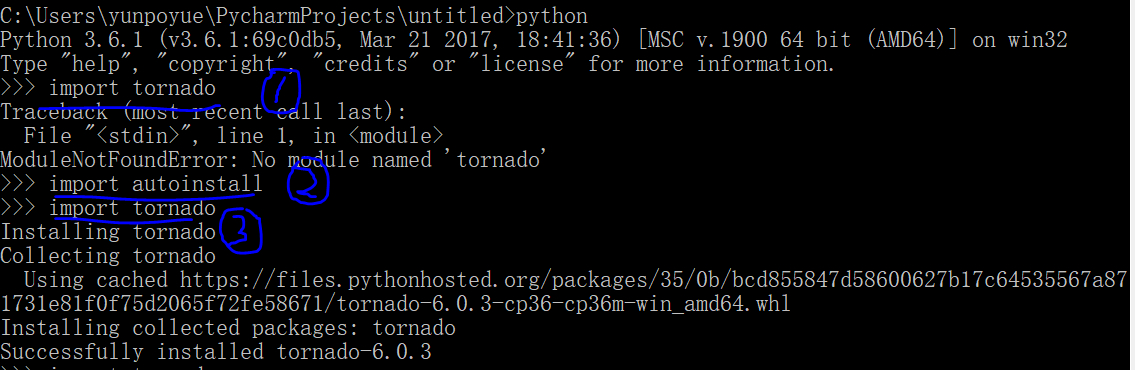 C:\Users\yunpoyue\PycharmProjects\untitled>python
Python 3.6.1 (v3.6.1:69c0db5, Mar 21 2017, 18:41:36) [MSC v.1900 64 bit (AMD64)] on win32
Type "help", "copyright", "credits" or "license" for more information.
>>> import tornado 1
Traceback (most recent call last):
  File "<stdin>", line 1, in <module>
ModuleNotFoundError: No module named 'tornado'
>>> import autoinstall 2
>>> import tornado
Installing tornado 3
Collecting tornado
  Using cached https://files.pythonhosted.org/packages/35/0b/bcd855847d58600627b17c64535567a87
1731e81f0f75d2065f72fe58671/tornado-6.0.3-cp36-cp36m-win_amd64.whl
Installing collected packages: tornado
Successfully installed tornado-6.0.3